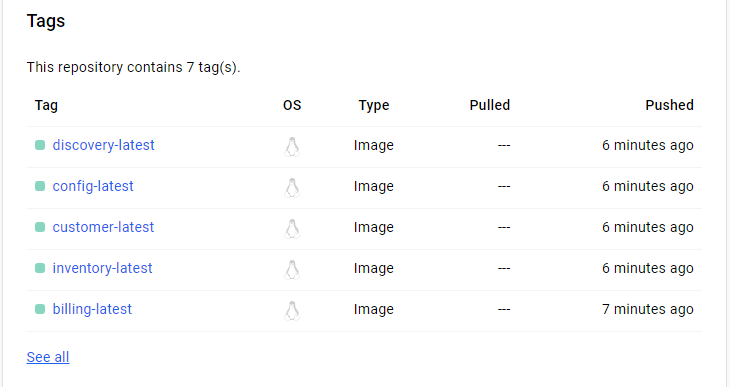 Tags
This repository contains 7 tag(s).
Tag OS Type Pulled Pushed
discovery-latest Image --- 6 minutes ago
config-latest Image --- 6 minutes ago
customer-latest Image --- 6 minutes ago
inventory-latest Image --- 6 minutes ago
billing-latest Image --- 7 minutes ago
See all